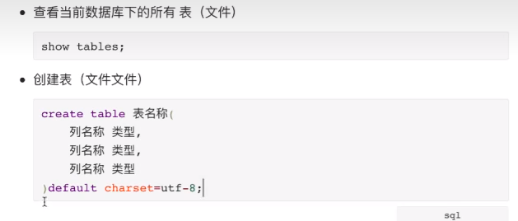 查看当前数据库下的所有 表（文件）
show tables;
创建表（文件文件）
create table 表名称(
列名称 类型,
列名称 类型,
列名称 类型
)default charset=utf-8;
sql